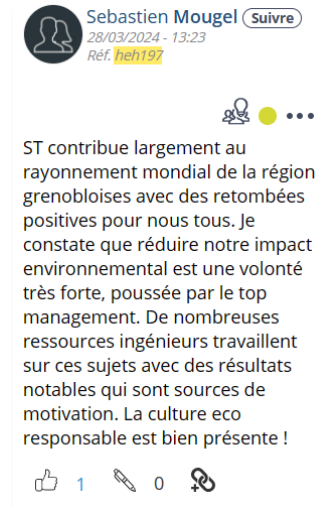 Sebastien Mougel Suivre
28/03/2024 - 13:23
Réf. heh197
ST contribue largement au
rayonnement mondial de la région
grenobloises avec des retombées
positives pour nous tous. Je
constate que réduire notre impact
environnemental est une volonté
très forte, poussée par le top
management. De nombreuses
ressources ingénieurs travaillent
sur ces sujets avec des résultats
notables qui sont sources de
motivation. La culture eco
responsable est bien présente !
1 0